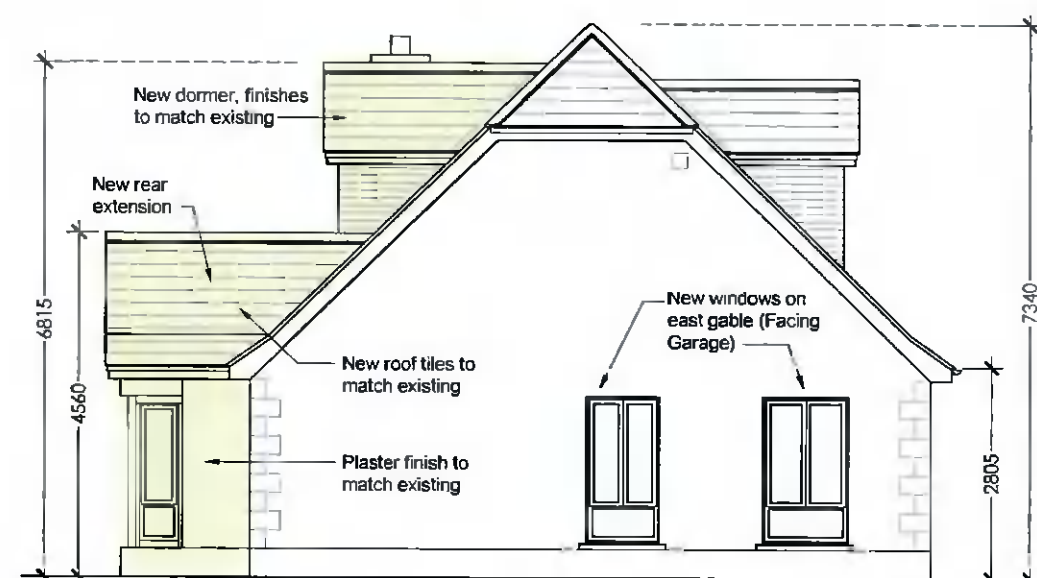 New dormer, finishes
to match existing
New rear
extension
New windows on
east gable (Facing
Garage)
New roof tiles to
match existing
Plaster finish to
match existing
6815
4560
7340
2805